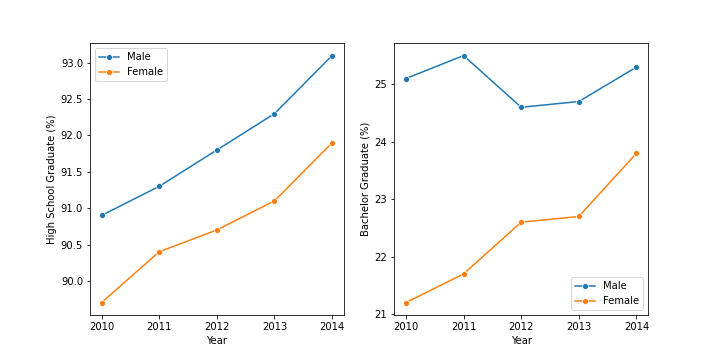 High School Graduate (%)
93.0
92.5
92.0
91.5
91.0
90.5
90.0
Male
Female
2010 2011 2012 2013 2014
Year
Bachelor Graduate (%)
25
24
23
22
21
Male
Female
2010 2011 2012 2013 2014
Year